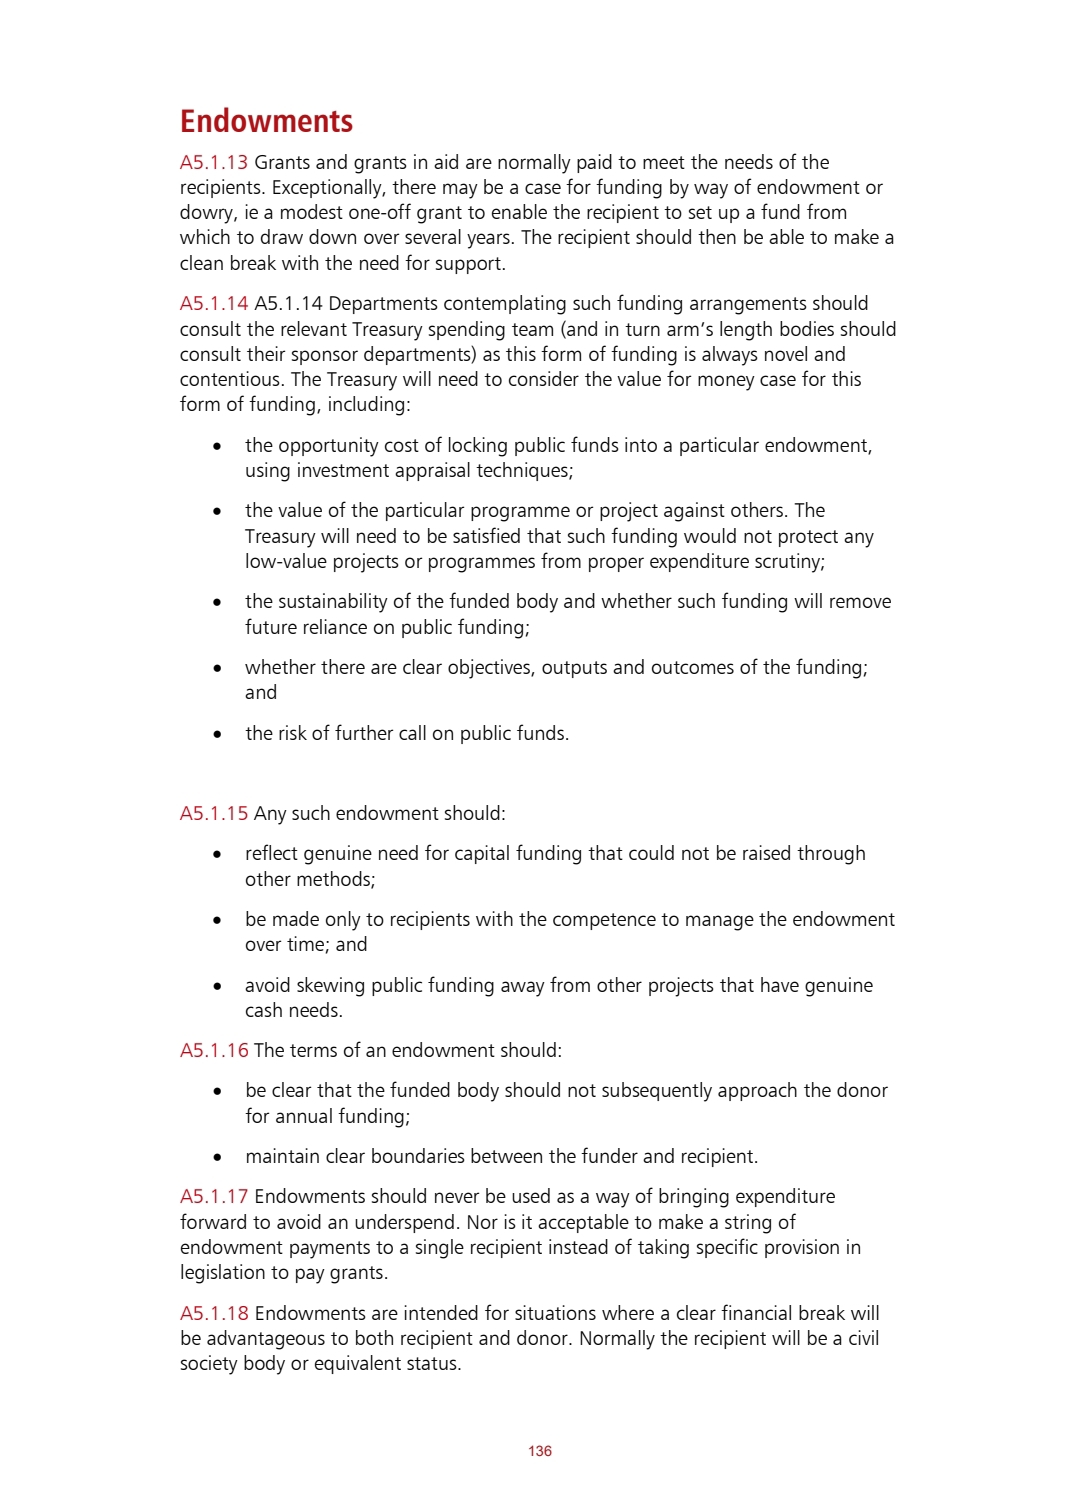 Endowments
A5.1.13 Grants and grants in aid are normally paid to meet the needs of the
recipients. Exceptionally, there may be a case for funding by way of endowment or
dowry, ie a modest one-off grant to enable the recipient to set up a fund from
which to draw down over several years. The recipient should then be able to make a
clean break with the need for support.
A5.1.14 A5.1.14 Departments contemplating such funding arrangements should
consult the relevant Treasury spending team (and in turn arm’s length bodies should
consult their sponsor departments) as this form of funding is always novel and
contentious. The Treasury will need to consider the value for money case for this
form of funding, including:
• the opportunity cost of locking public funds into a particular endowment,
using investment appraisal techniques;
• the value of the particular programme or project against others. The
Treasury will need to be satisfied that such funding would not protect any
low-value projects or programmes from proper expenditure scrutiny;
• the sustainability of the funded body and whether such funding will remove
future reliance on public funding;
• whether there are clear objectives, outputs and outcomes of the funding;
and
• the risk of further call on public funds.
A5.1.15 Any such endowment should:
• reflect genuine need for capital funding that could not be raised through
other methods;
• be made only to recipients with the competence to manage the endowment
over time; and
• avoid skewing public funding away from other projects that have genuine
cash needs.
A5.1.16 The terms of an endowment should:
• be clear that the funded body should not subsequently approach the donor
for annual funding;
• maintain clear boundaries between the funder and recipient.
A5.1.17 Endowments should never be used as a way of bringing expenditure
forward to avoid an underspend. Nor is it acceptable to make a string of
endowment payments to a single recipient instead of taking specific provision in
legislation to pay grants.
A5.1.18 Endowments are intended for situations where a clear financial break will
be advantageous to both recipient and donor. Normally the recipient will be a civil
society body or equivalent status.
136